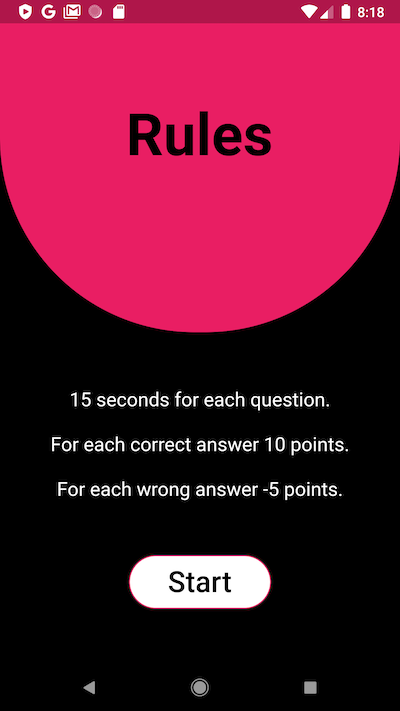 8:18
Rules
15 seconds for each question.
For each correct answer 10 points.
For each wrong answer -5 points.
Start